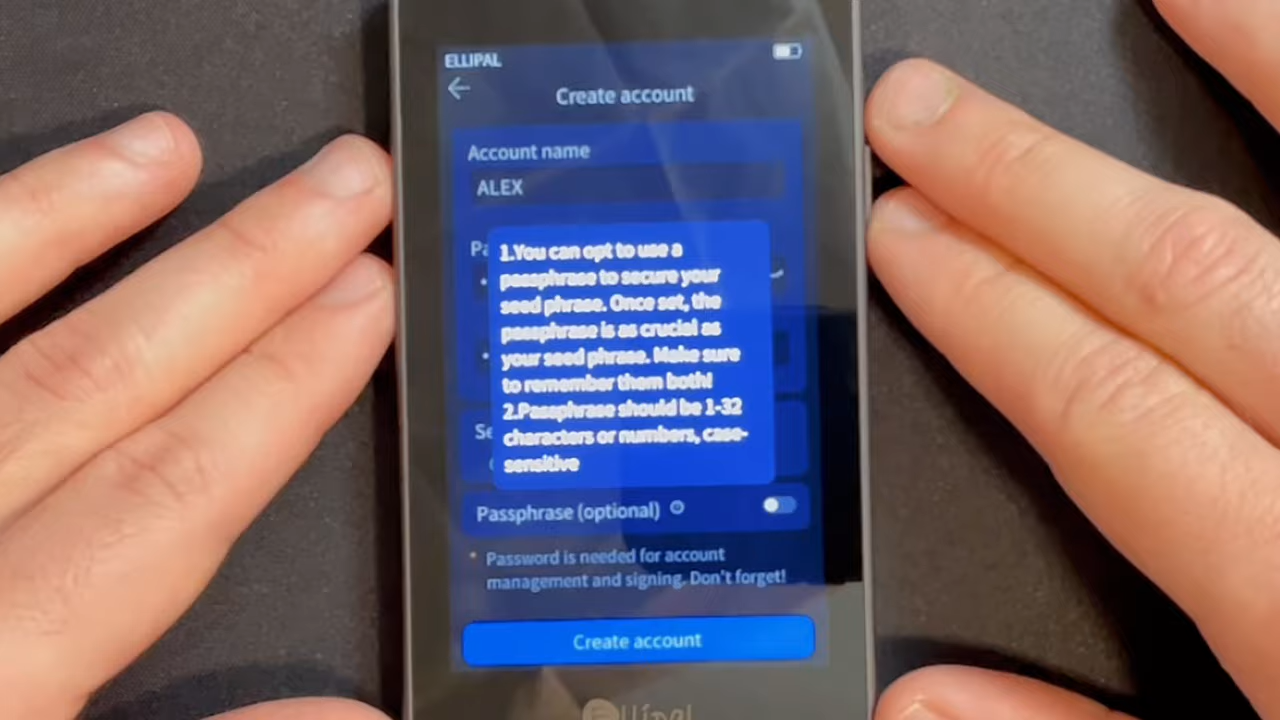 ELLIPAL
Create account
Account name
ALEX
1.You can opt to use a
passphrase to secure your
seed phrase. Once set, the
passphrase is as crucial as
your seed phrase. Make sure
to remember them both!
2.Passphrase should be 1-32
characters or numbers, case-
sensitive
Passphrase (optional)
* Password is needed for account
management and signing. Don't forget!
Create account
Ellipal